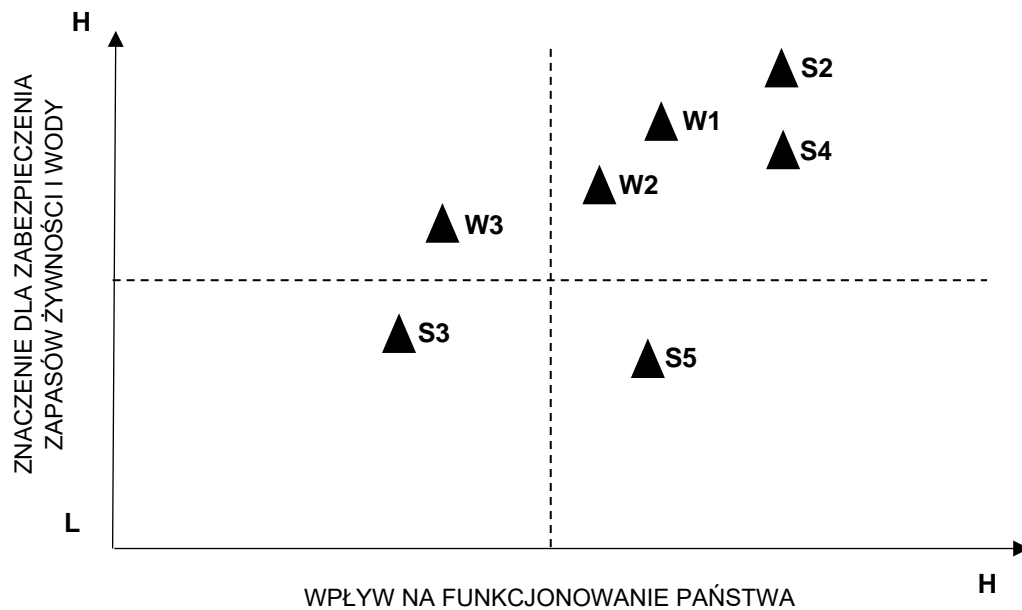 H
ZNACZENIE DLA ZABEZPIECZENIA
ZAPASÓW ŻYWNOŚCI I WODY
S2
W1
S4
W2
W3
S3
S5
L
H
WPŁYW NA FUNKCJONOWANIE PAŃSTWA